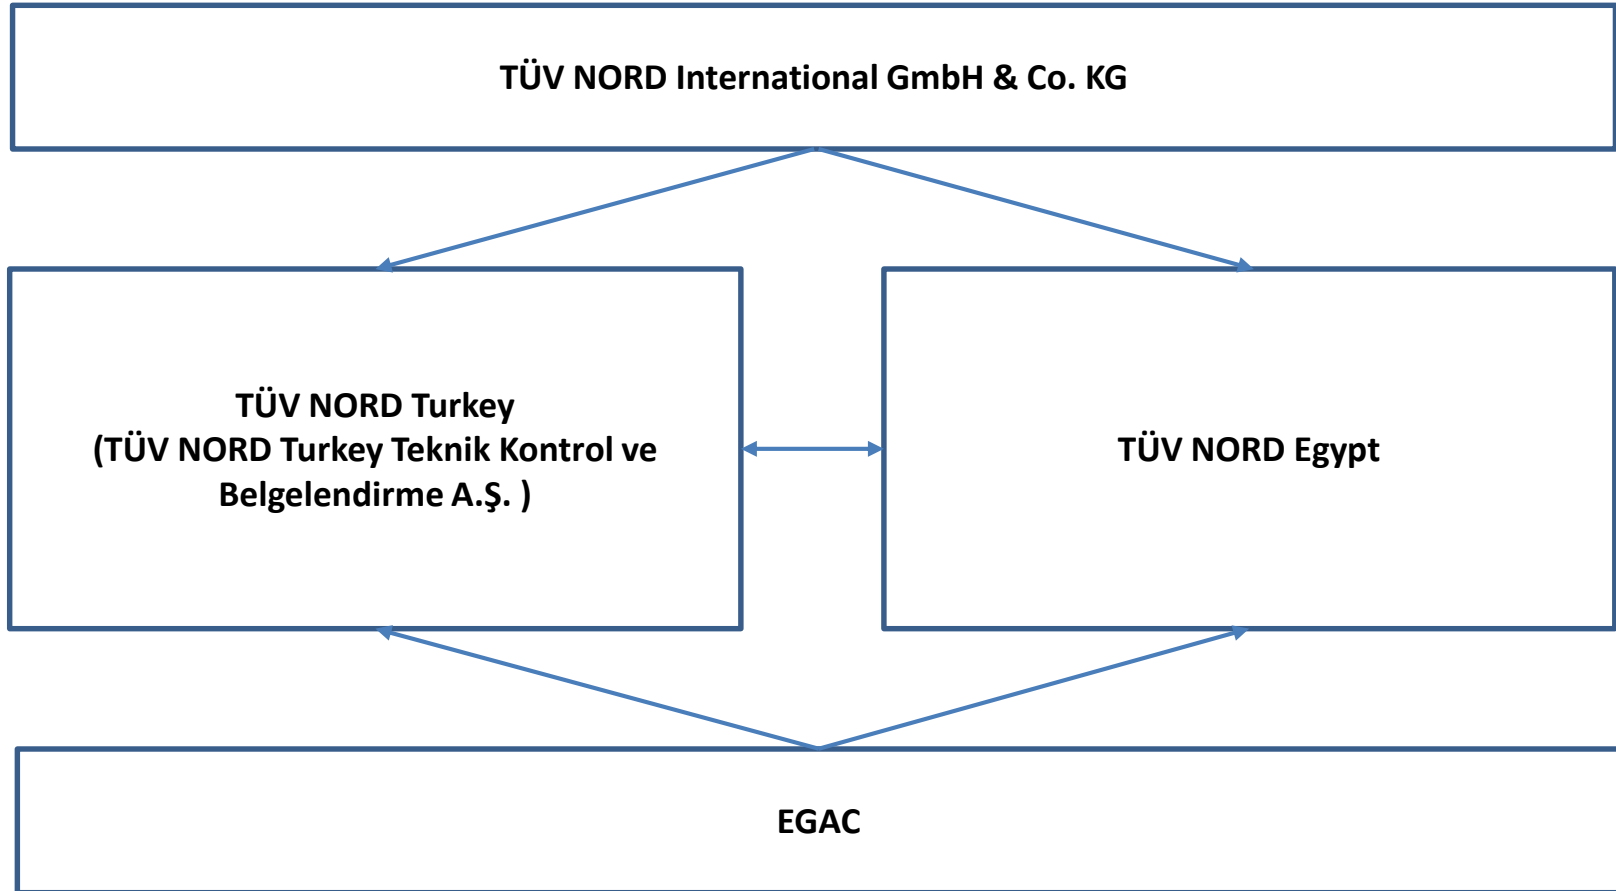 TÜV NORD International GmbH & Co. KG
TÜV NORD Turkey
(TÜV NORD Turkey Teknik Kontrol ve
Belgelendirme A.Ş. )
TÜV NORD Egypt
EGAC